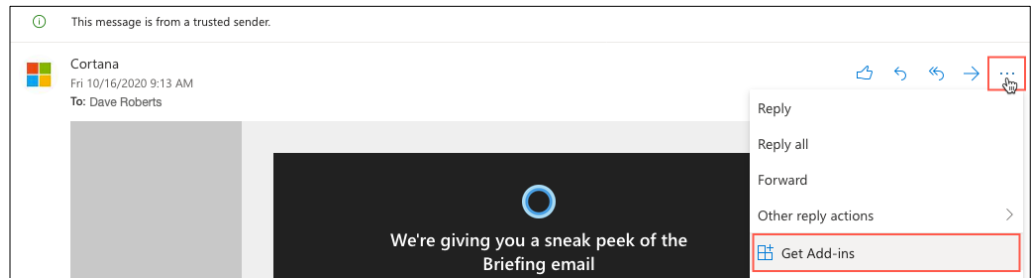 This message is from a trusted sender.
Cortana
Fri 10/16/2020 9:13 AM
To: Dave Roberts
Reply
Reply all
Forward
Other reply actions
Get Add-ins
We're giving you a sneak peek of the
Briefing email